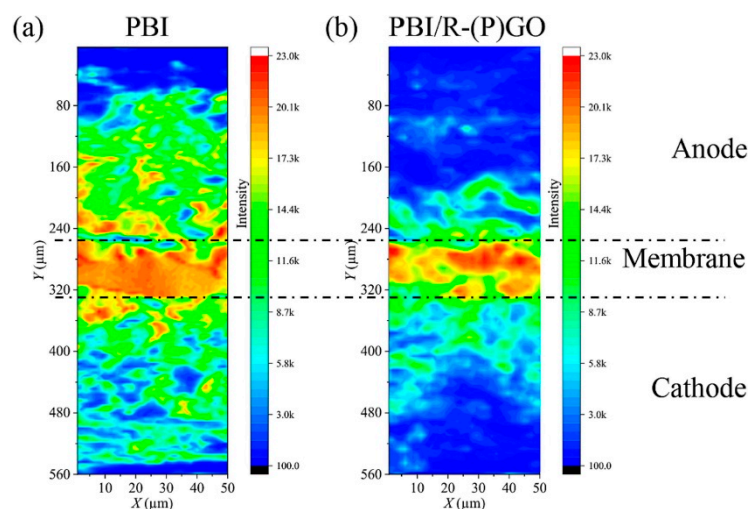 (a) PBI
(b) PBI/R-(P)GO
80
160
240
320
400
480
560
Y (μm)
0
10
20
30
40
50
X (μm)
23.0k
20.1k
17.3k
14.4k
11.6k
8.7k
5.8k
3.0k
100.0
Intensity
80
160
240
320
400
480
560
Y (μm)
10
20
30
40
50
X (μm)
23.0k
20.1k
17.3k
14.4k
11.6k
8.7k
5.8k
3.0k
100.0
Intensity
Anode
Membrane
Cathode